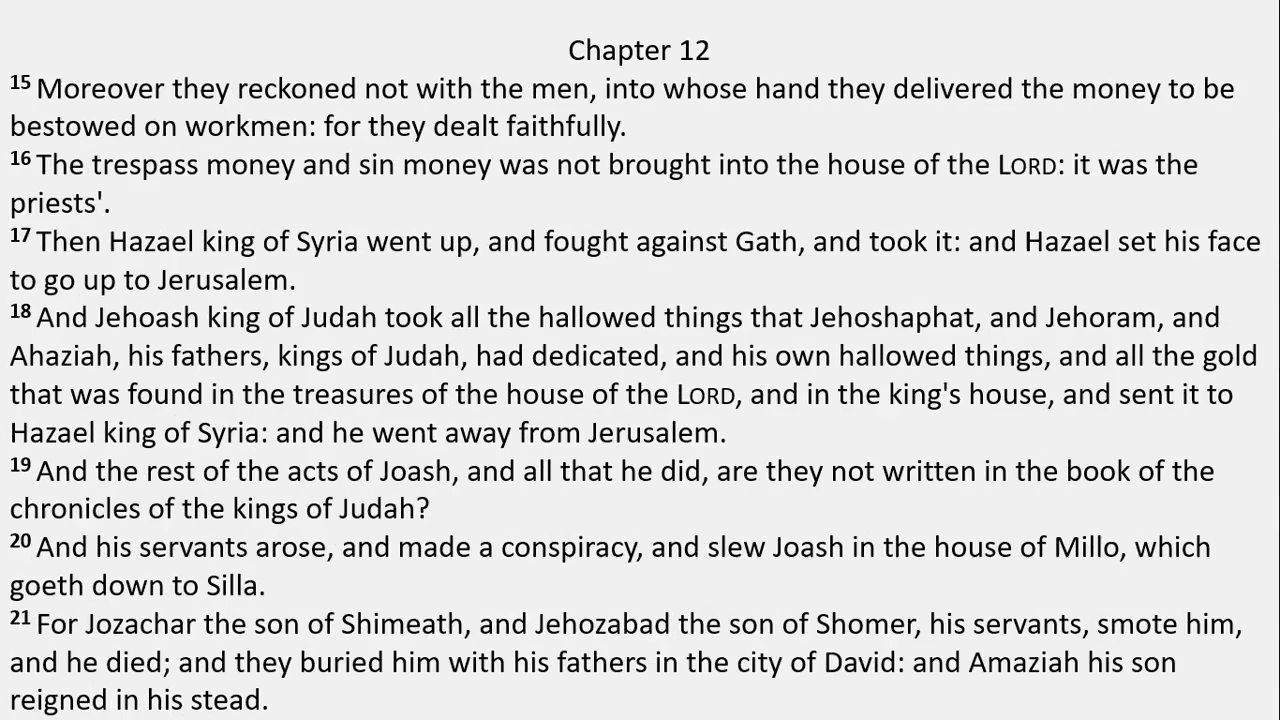 Chapter 12
15 Moreover they reckoned not with the men, into whose hand they delivered the money to be
bestowed on workmen: for they dealt faithfully.
16 The trespass money and sin money was not brought into the house of the LORD: it was the
priests'.
17 Then Hazael king of Syria went up, and fought against Gath, and took it: and Hazael set his face
to go up to Jerusalem.
18 And Jehoash king of Judah took all the hallowed things that Jehoshaphat, and Jehoram, and
Ahaziah, his fathers, kings of Judah, had dedicated, and his own hallowed things, and all the gold
that was found in the treasures of the house of the LORD, and in the king's house, and sent it to
Hazael king of Syria: and he went away from Jerusalem.
19 And the rest of the acts of Joash, and all that he did, are they not written in the book of the
chronicles of the kings of Judah?
20 And his servants arose, and made a conspiracy, and slew Joash in the house of Millo, which
goeth down to Silla.
21 For Jozachar the son of Shimeath, and Jehozabad the son of Shomer, his servants, smote him,
and he died; and they buried him with his fathers in the city of David: and Amaziah his son
reigned in his stead.